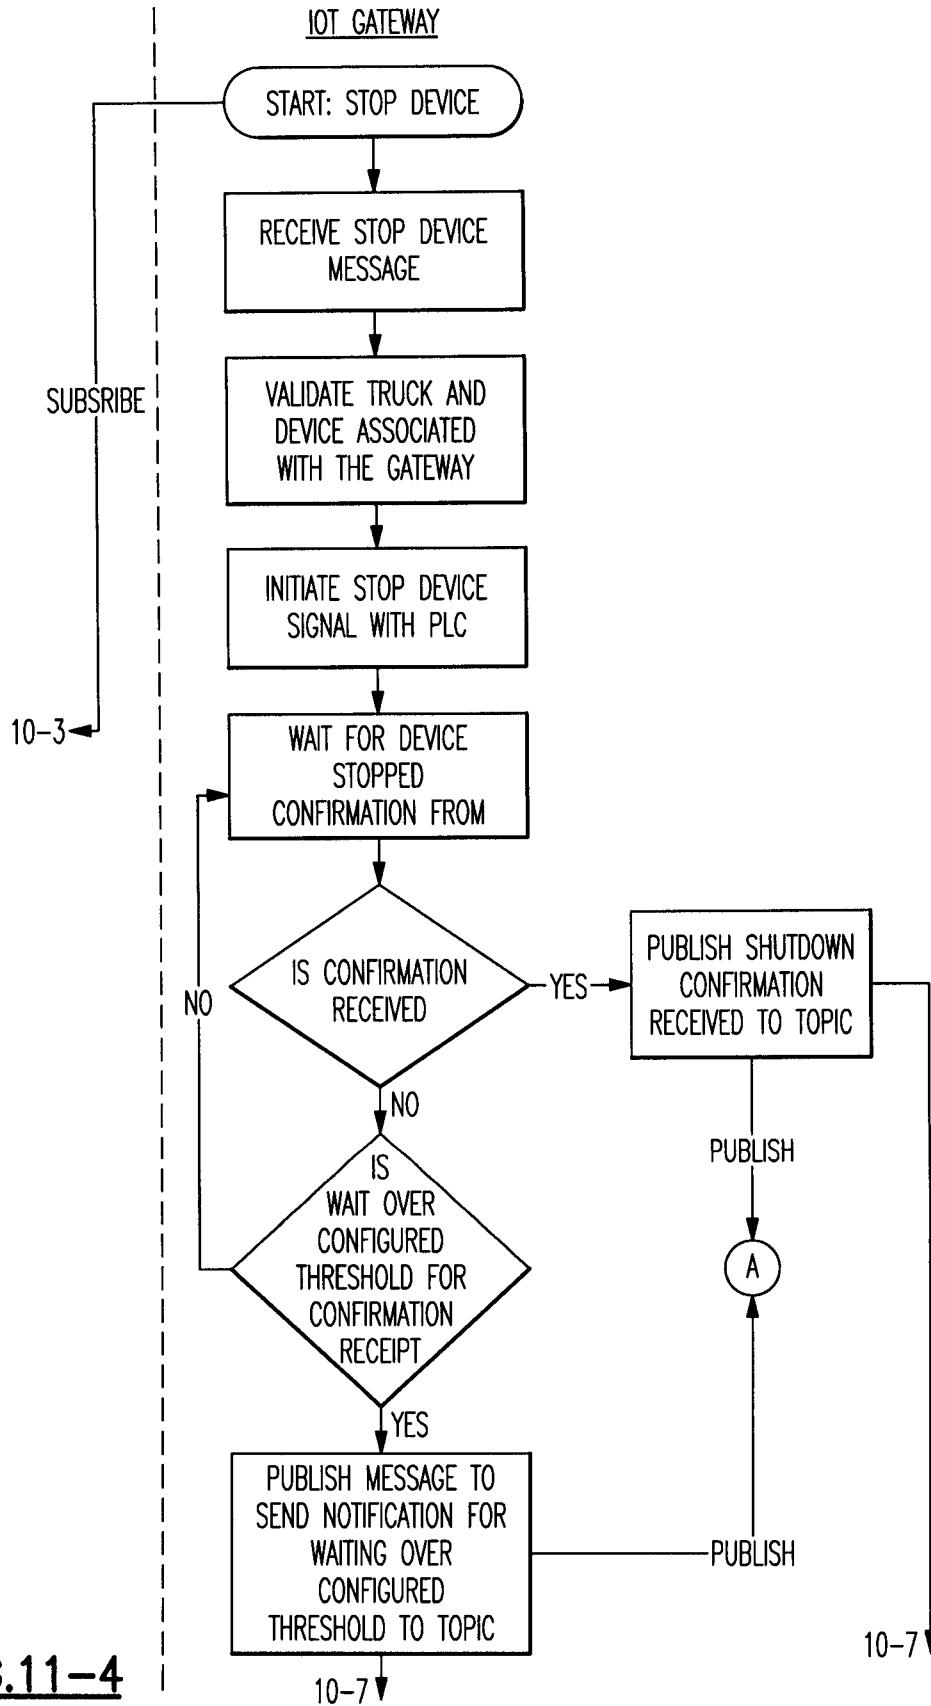 IOT GATEWAY
START: STOP DEVICE
RECEIVE STOP DEVICE
MESSAGE
SUBSRIBE
VALIDATE TRUCK AND
DEVICE ASSOCIATED
WITH THE GATEWAY
INITIATE STOP DEVICE
SIGNAL WITH PLC
10-3
WAIT FOR DEVICE
STOPPED
CONFIRMATION FROM
IS CONFIRMATION
RECEIVED
YES
PUBLISH SHUTDOWN
CONFIRMATION
RECEIVED TO TOPIC
NO
NO
PUBLISH
IS
WAIT OVER
CONFIGURED
THRESHOLD FOR
CONFIRMATION
RECEIPT
A
YES
PUBLISH MESSAGE TO
SEND NOTIFICATION FOR
WAITING OVER
CONFIGURED
THRESHOLD TO TOPIC
PUBLISH
10-7
10-7
.11-4